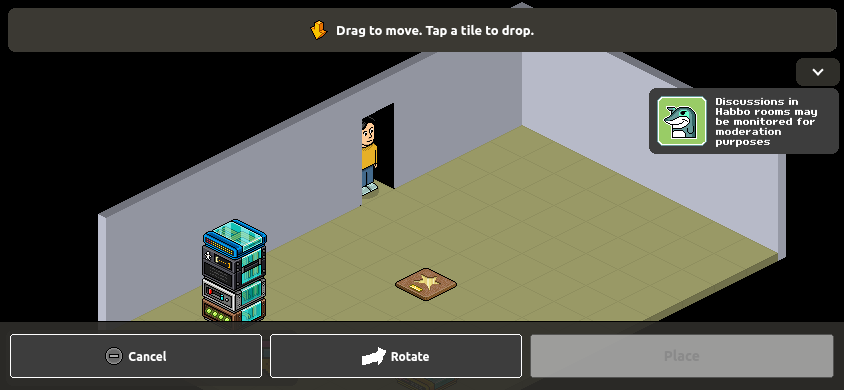 Drag to move. Tap a tile to drop.
Discussions in
Habbo rooms may
be monitored for
moderation
purposes
Cancel
Rotate
Place